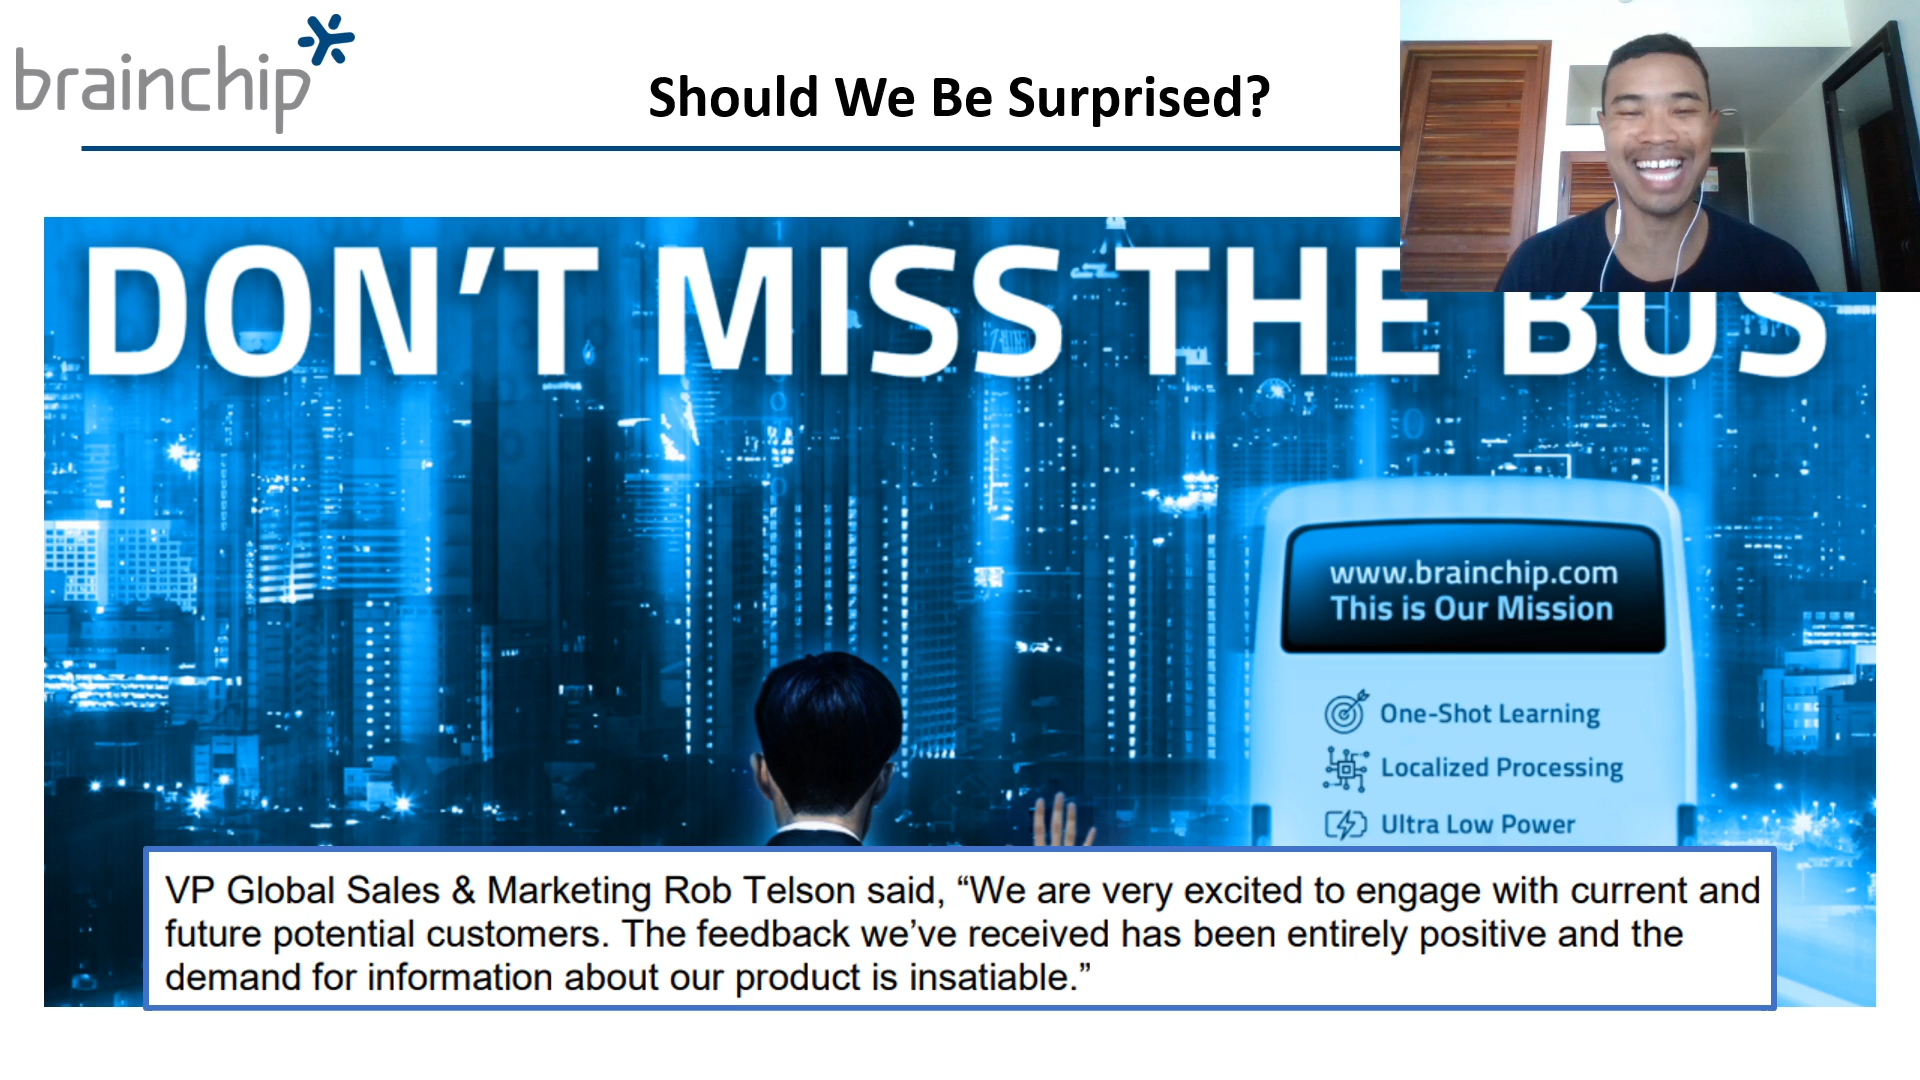 brainchip
Should We Be Surprised?
DON'T MISS THE BUS
www.brainchip.com
This is Our Mission
One-Shot Learning
Localized Processing
Ultra Low Power
VP Global Sales & Marketing Rob Telson said, “We are very excited to engage with current and
future potential customers. The feedback we’ve received has been entirely positive and the
demand for information about our product is insatiable.”